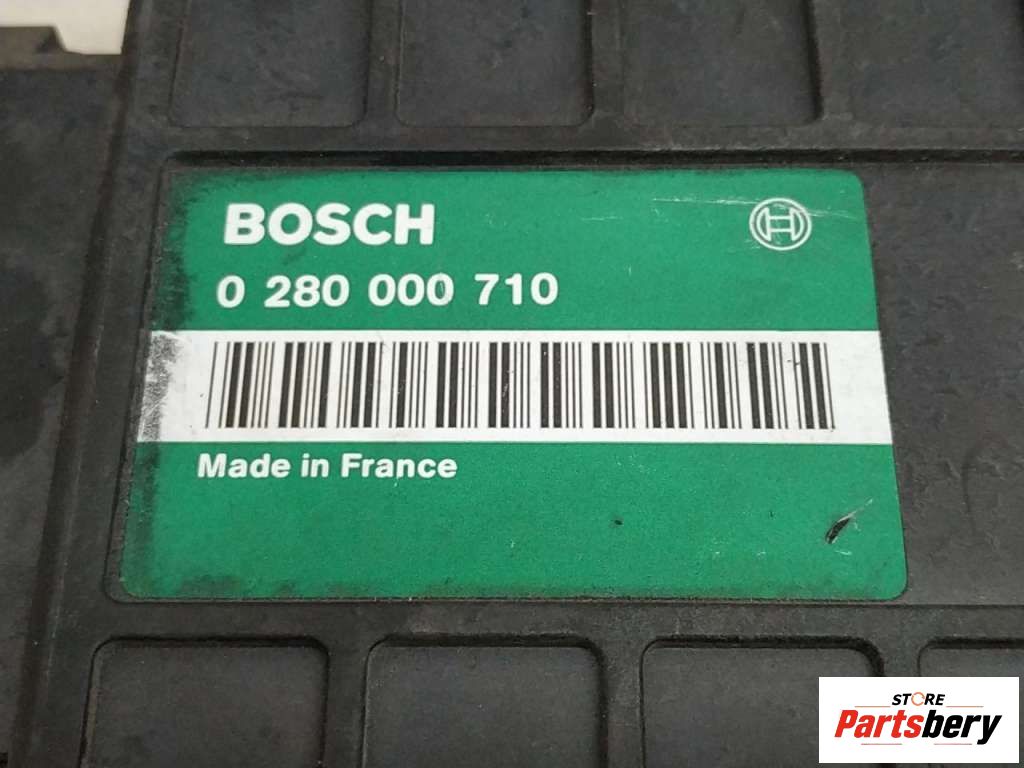 BOSCH
0 280 000 710
Made in France
STORE
Partsbery